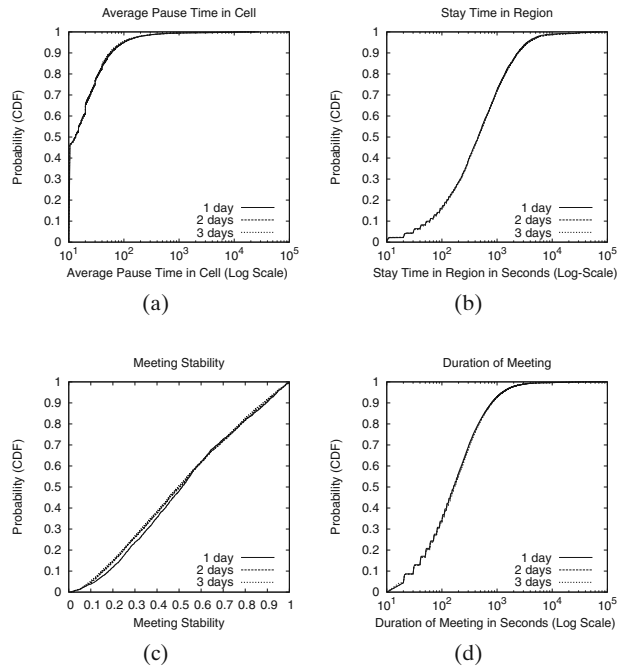 Average Pause Time in Cell
Probability (CDF)
1
0.9
0.8
0.7
0.6
0.5
0.4
0.3
0.2
0.1
0
1 day
2 days
3 days
10^1 10^2 10^3 10^4 10^5
Average Pause Time in Cell (Log Scale)
(a)
Stay Time in Region
Probability (CDF)
1
0.9
0.8
0.7
0.6
0.5
0.4
0.3
0.2
0.1
0
1 day
2 days
3 days
10^1 10^2 10^3 10^4 10^5
Stay Time in Region in Seconds (Log-Scale)
(b)
Meeting Stability
Probability (CDF)
1
0.9
0.8
0.7
0.6
0.5
0.4
0.3
0.2
0.1
0
1 day
2 days
3 days
0 0.1 0.2 0.3 0.4 0.5 0.6 0.7 0.8 0.9 1
Meeting Stability
(c)
Duration of Meeting
Probability (CDF)
1
0.9
0.8
0.7
0.6
0.5
0.4
0.3
0.2
0.1
0
1 day
2 days
3 days
10^1 10^2 10^3 10^4 10^5
Duration of Meeting in Seconds (Log Scale)
(d)